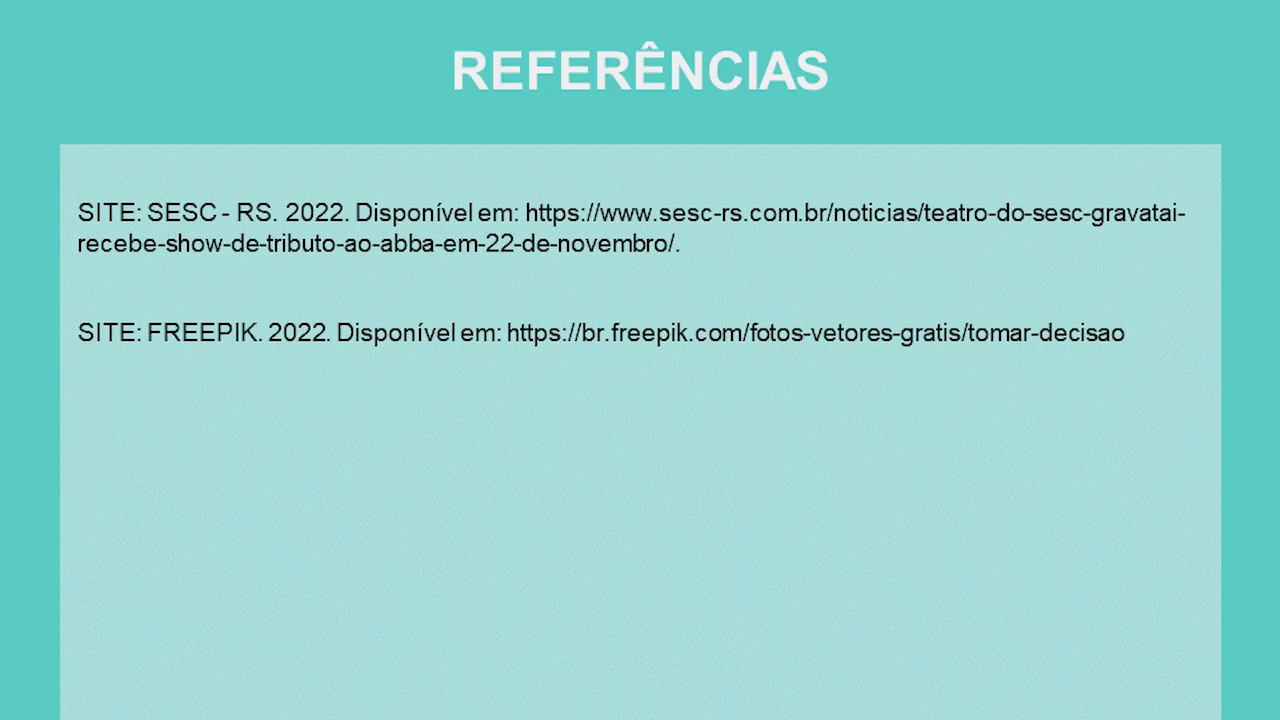 REFERÊNCIAS
SITE: SESC - RS. 2022. Disponível em: https://www.sesc-rs.com.br/noticias/teatro-do-sesc-gravatai-
recebe-show-de-tributo-ao-abba-em-22-de-novembro/.
SITE: FREEPIK. 2022. Disponível em: https://br.freepik.com/fotos-vetores-gratis/tomar-decisao